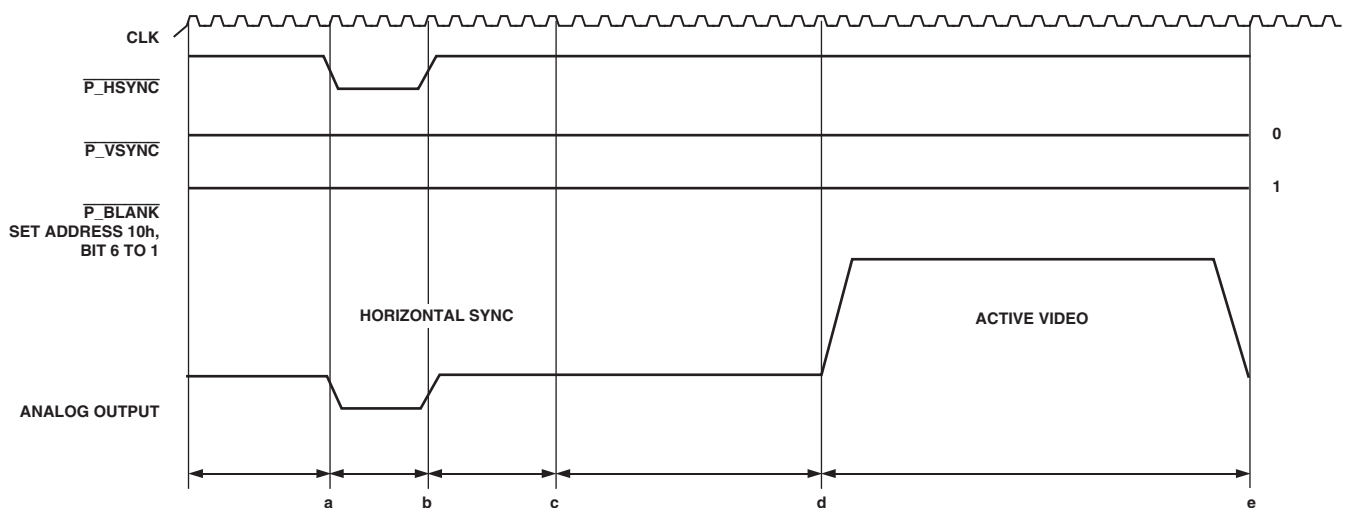 CLK
P_HSYNC
P_VSYNC
0
P_BLANK
1
SET ADDRESS 10h,
BIT 6 TO 1
HORIZONTAL SYNC
ACTIVE VIDEO
ANALOG OUTPUT
a b c d e